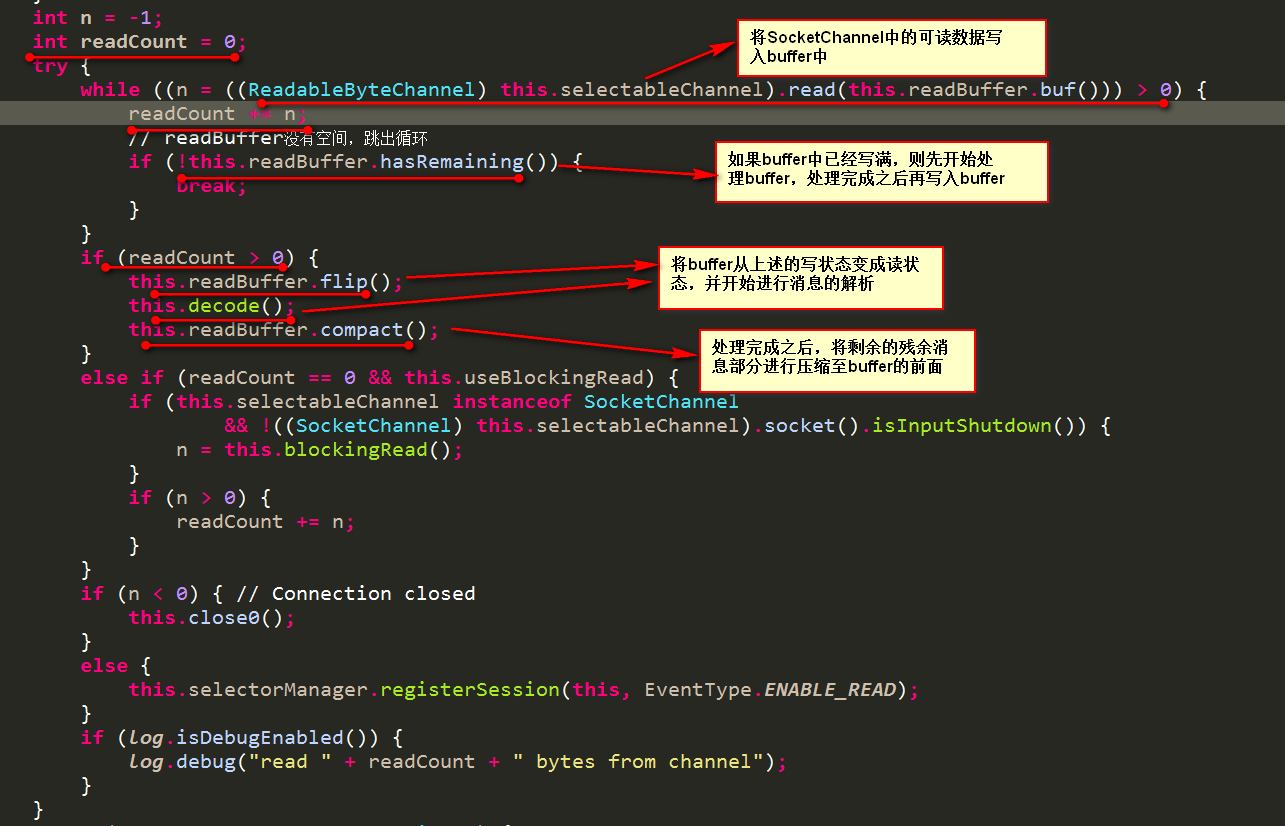 }
int n = -1;
int readCount = 0;
try {
while ((n = ((ReadableByteChannel) this.selectableChannel).read(this.readBuffer.buf())) > 0) {
readCount += n;
// readBuffer没有空间，跳出循环
if (!this.readBuffer.hasRemaining()) {
break;
}
}
if (readCount > 0) {
this.readBuffer.flip();
this.decode();
this.readBuffer.compact();
}
else if (readCount == 0 && this.useBlockingRead) {
if (this.selectableChannel instanceof SocketChannel
&& !((SocketChannel) this.selectableChannel).socket().isInputShutdown()) {
n = this.blockingRead();
}
if (n > 0) {
readCount += n;
}
}
if (n < 0) { // Connection closed
this.close0();
}
else {
this.selectorManager.registerSession(this, EventType.ENABLE_READ);
}
if (log.isDebugEnabled()) {
log.debug("read " + readCount + " bytes from channel");
}
}
将SocketChannel中的可读数据写
入buffer中
如果buffer中已经写满，则先开始处
理buffer，处理完成之后再写入buffer
将buffer从上述的写状态变成读状
态，并开始进行消息的解析
处理完成之后，将剩余的残余消
息部分进行压缩至buffer的前面